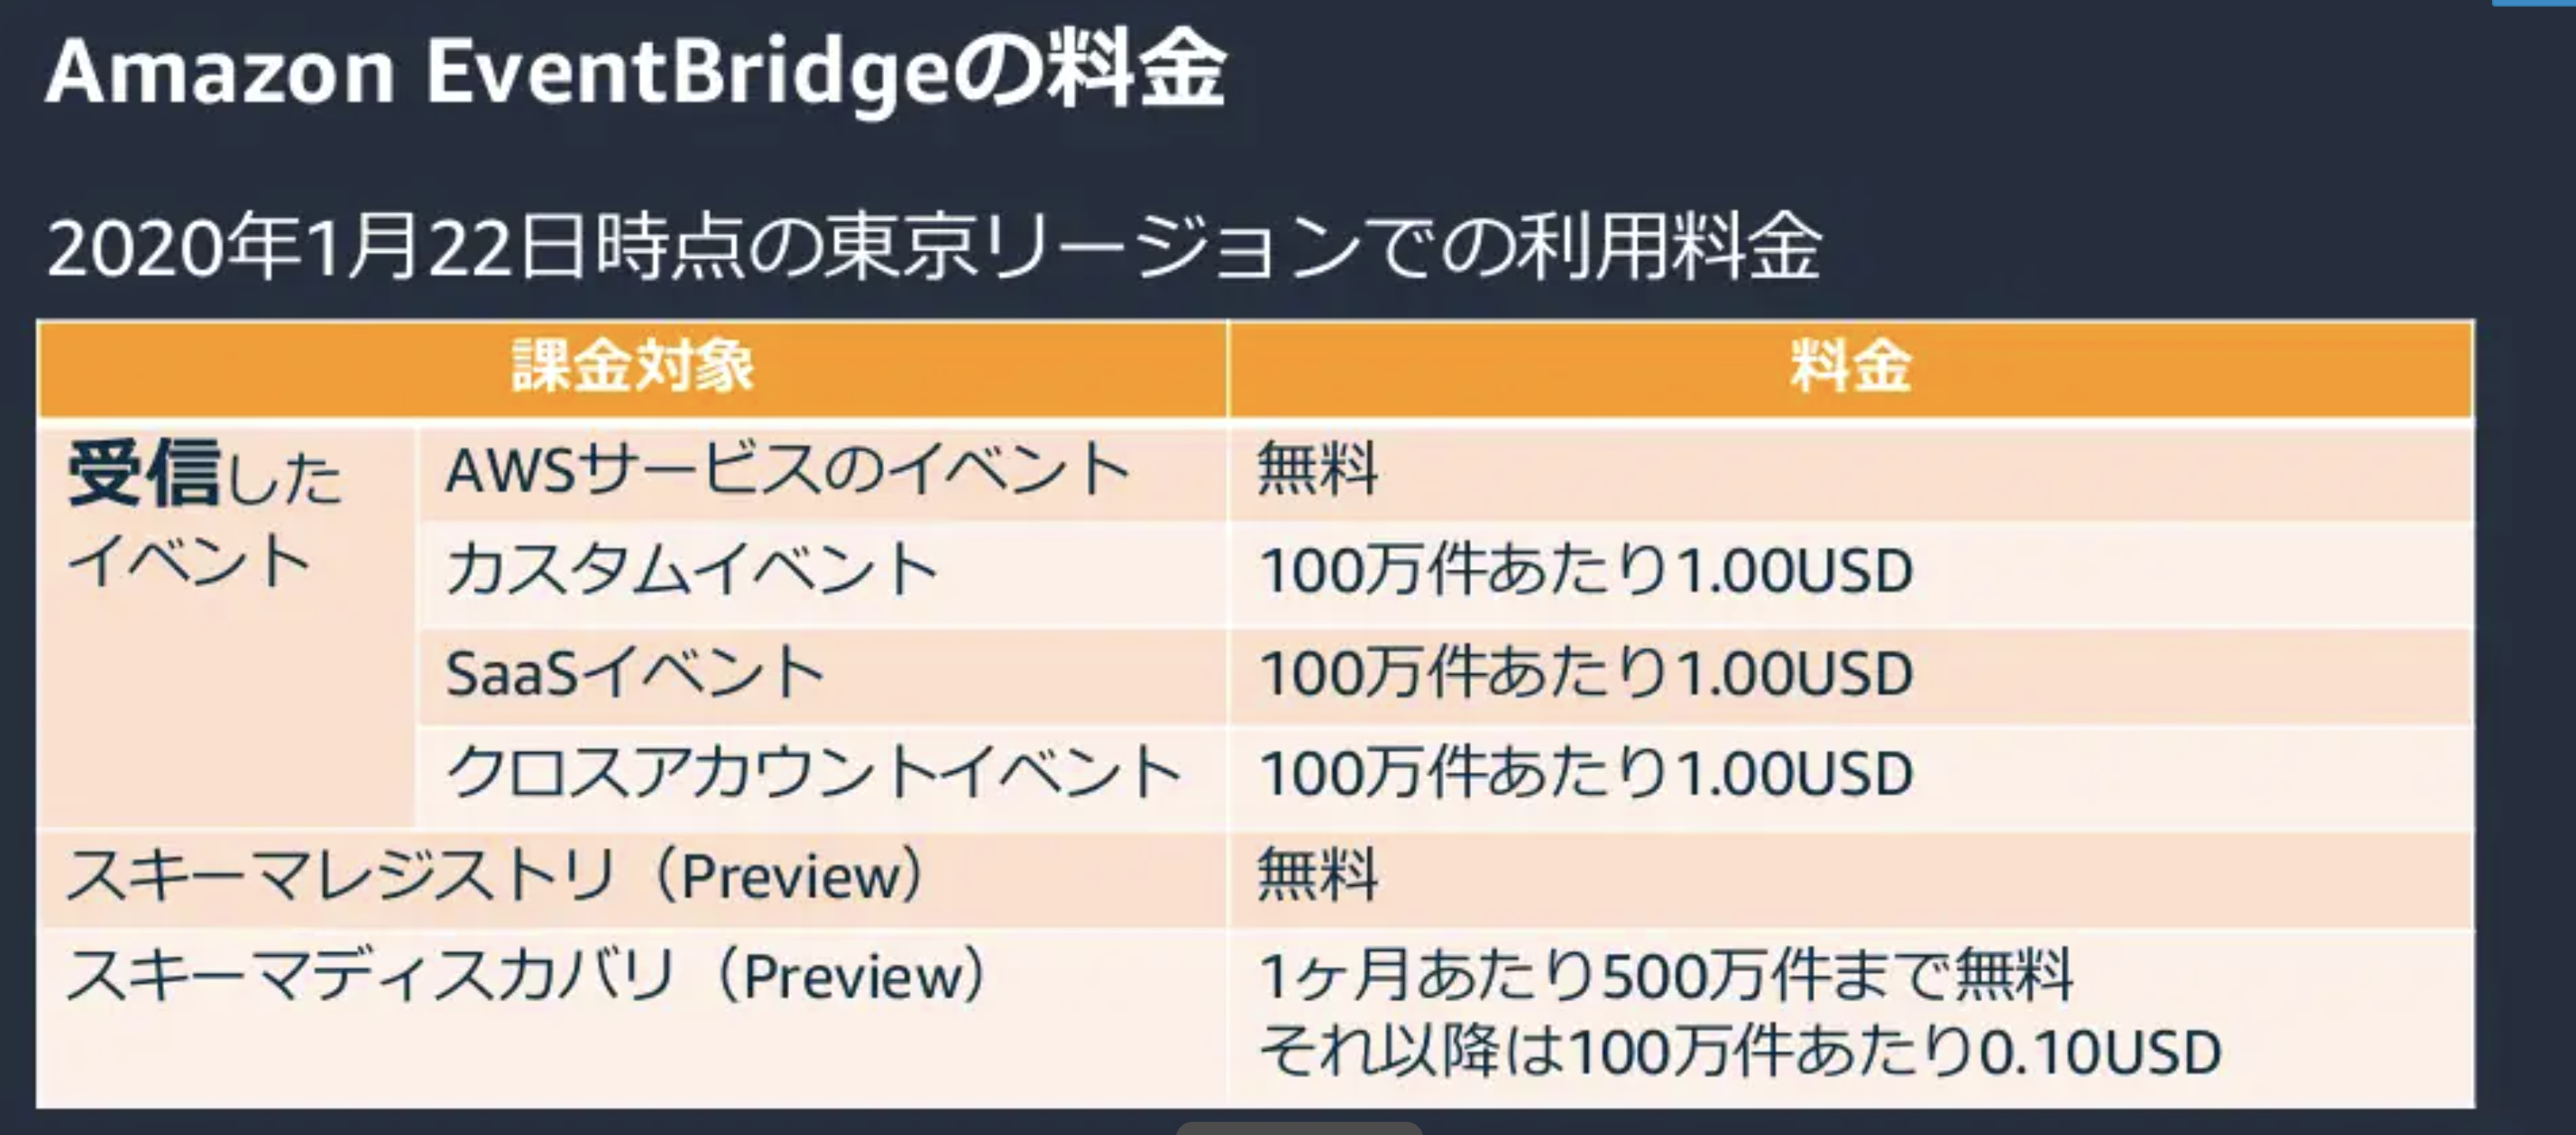 Amazon EventBridgeの料金
2020年1月22日時点の東京リージョンでの利用料金
課金対象 料金
受信した AWSサービスのイベント 無料
イベント
カスタムイベント 100万件あたり1.00USD
SaaSイベント 100万件あたり1.00USD
クロスアカウントイベント 100万件あたり1.00USD
スキーマレジストリ（Preview） 無料
スキーマディスカバリ（Preview） 1ヶ月あたり500万件まで無料
それ以降は100万件あたり0.10USD